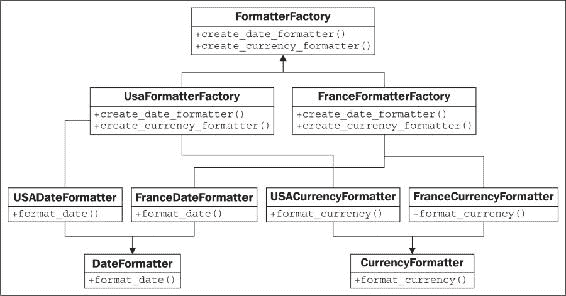 FormatterFactory
+create_date_formatter()
+create_currency_formatter()
UsaFormatterFactory
+create_date_formatter()
+create_currency_formatter()
FranceFormatterFactory
+create_date_formatter()
+create_currency_formatter()
USADateFormatter
+format_date()
FranceDateFormatter
+format_date()
USACurrencyFormatter
+format_currency()
FranceCurrencyFormatter
+format_currency()
DateFormatter
+format_date()
CurrencyFormatter
+format_currency()